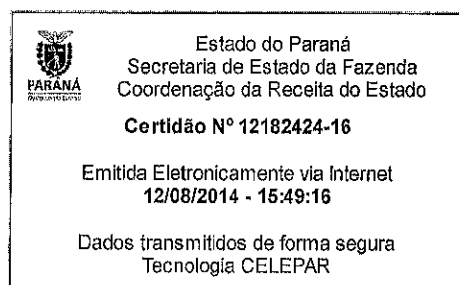 Estado do Paraná
Secretaria de Estado da Fazenda
Coordenação da Receita do Estado
PARANÁ
Certidão Nº 12182424-16
Emitida Eletronicamente via Internet
12/08/2014 - 15:49:16
Dados transmitidos de forma segura
Tecnologia CELEPAR